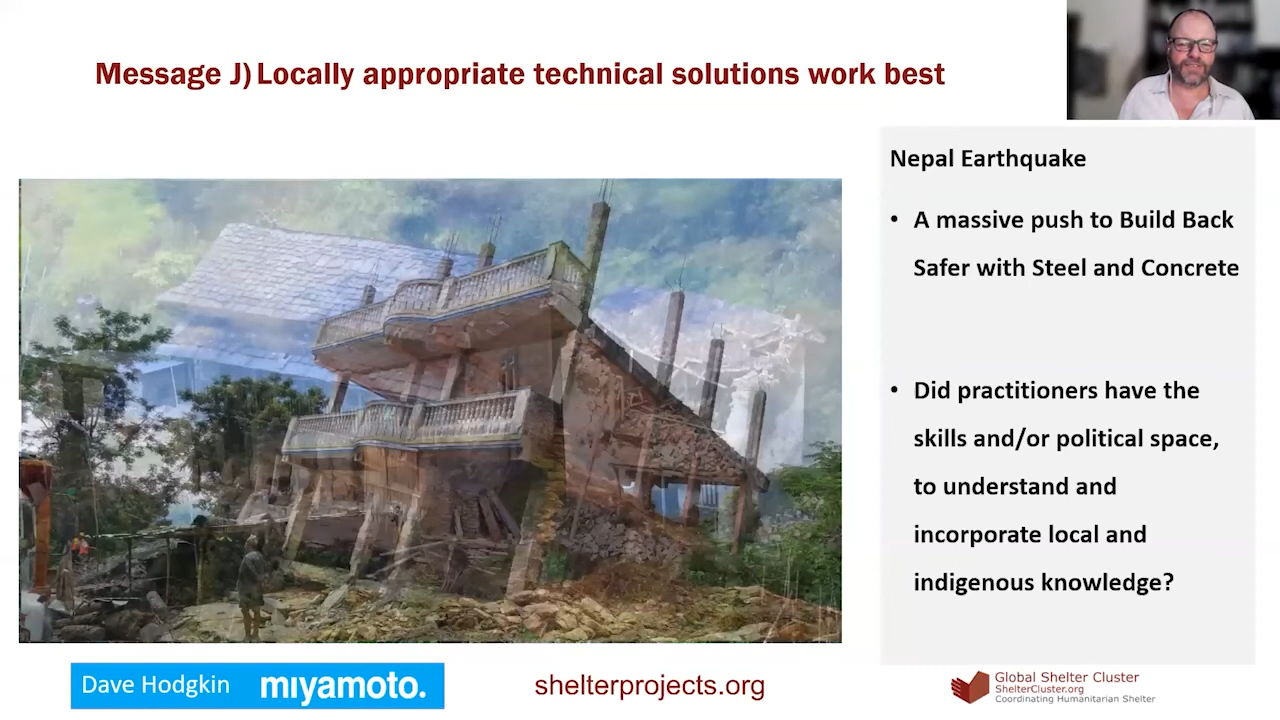 Message J) Locally appropriate technical solutions work best
Nepal Earthquake
• A massive push to Build Back
Safer with Steel and Concrete
• Did practitioners have the
skills and/or political space,
to understand and
incorporate local and
indigenous knowledge?
Dave Hodgkin miyamoto.
shelterprojects.org
Global Shelter Cluster
ShelterCluster.org
Coordinating Humanitarian Shelter